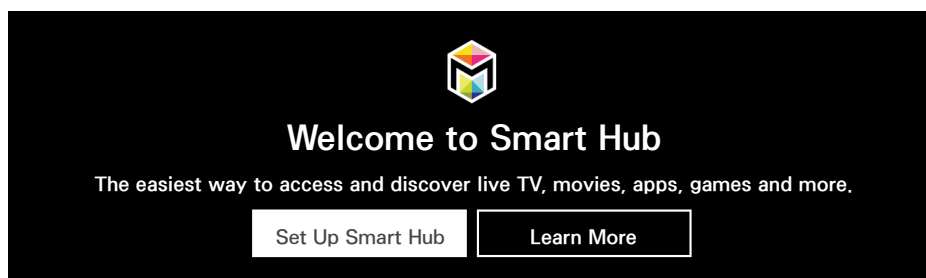 Welcome to Smart Hub
The easiest way to access and discover live TV, movies, apps, games and more.
Set Up Smart Hub
Learn More